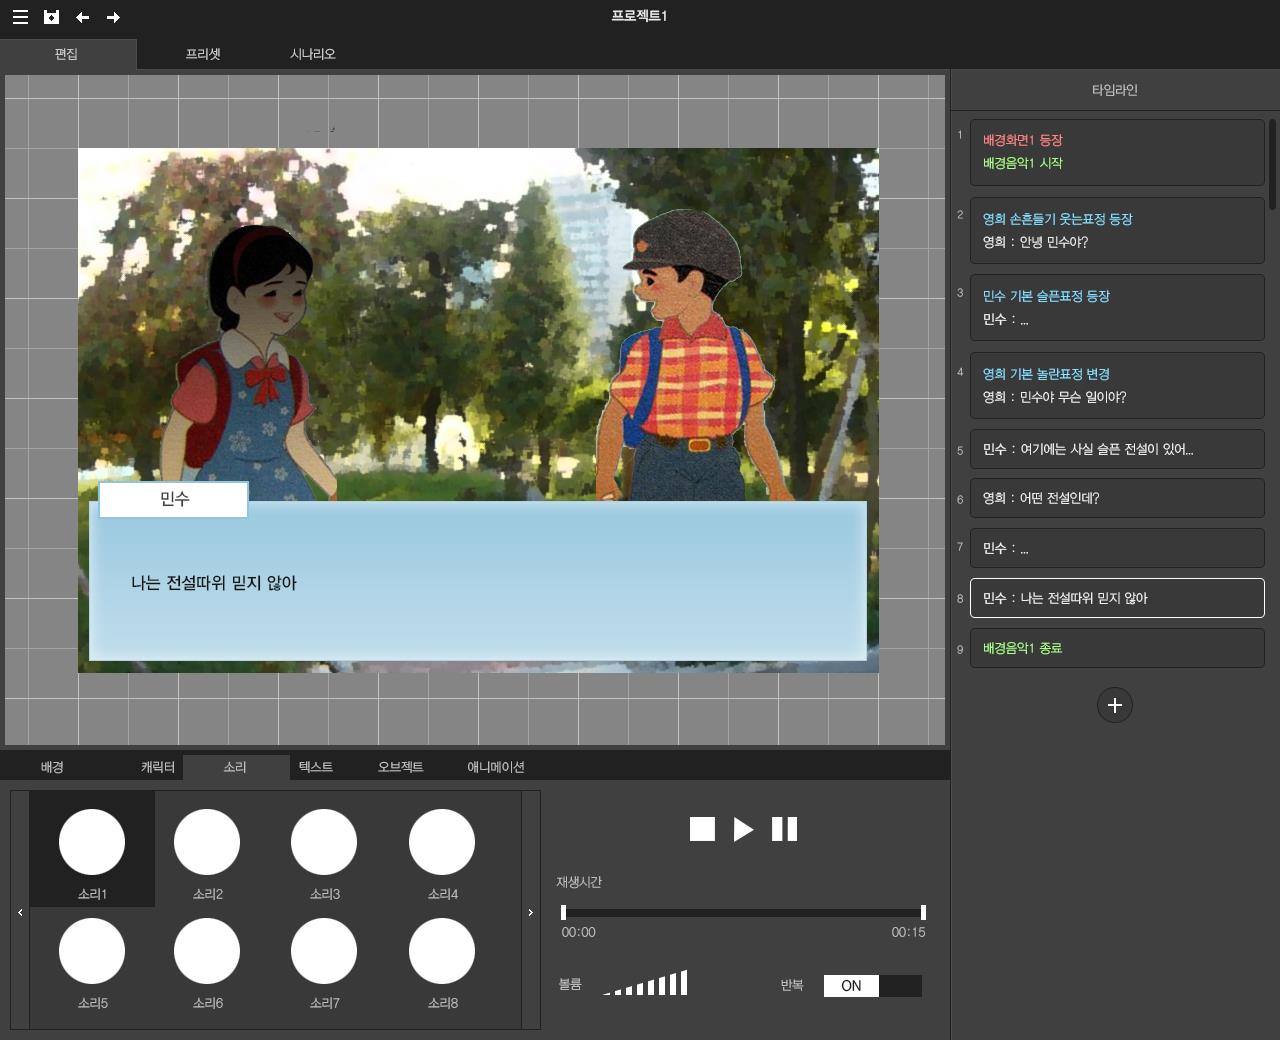 프로젝트1
편집
프리셋
시나리오
타임라인
1
배경화면1 등장
배경음악1 시작
2
영희 손흔들기 웃는표정 등장
영희 : 안녕 민수야?
3
민수 기본 슬픈표정 등장
민수 : ...
4
영희 기본 놀란표정 변경
영희 : 민수야 무슨 일이야?
5
민수 : 여기에는 사실 슬픈 전설이 있어...
6
영희 : 어떤 전설인데?
7
민수 : ...
8
민수 : 나는 전설따위 믿지 않아
9
배경음악1 종료
민수
나는 전설따위 믿지 않아
배경
캐릭터
소리
텍스트
오브젝트
애니메이션
소리1
소리2
소리3
소리4
소리5
소리6
소리7
소리8
재생시간
00:00
00:15
볼륨
반복
ON